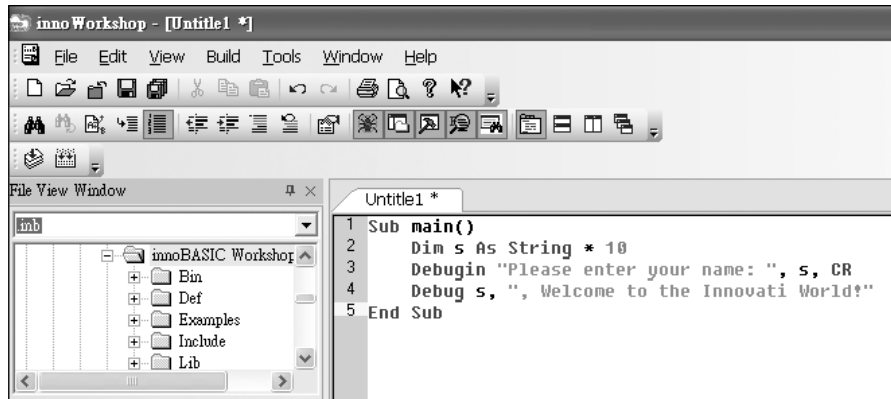 innoWorkshop - [Untitle1 *]
File Edit View Build Tools Window Help
File View Window
.inb
innoBASIC Workshop
Bin
Def
Examples
Include
Lib
Untitle1 *
1 Sub main()
2 Dim s As String * 10
3 Debugin "Please enter your name: ", s, CR
4 Debug s, ", Welcome to the Innovati World!"
5 End Sub